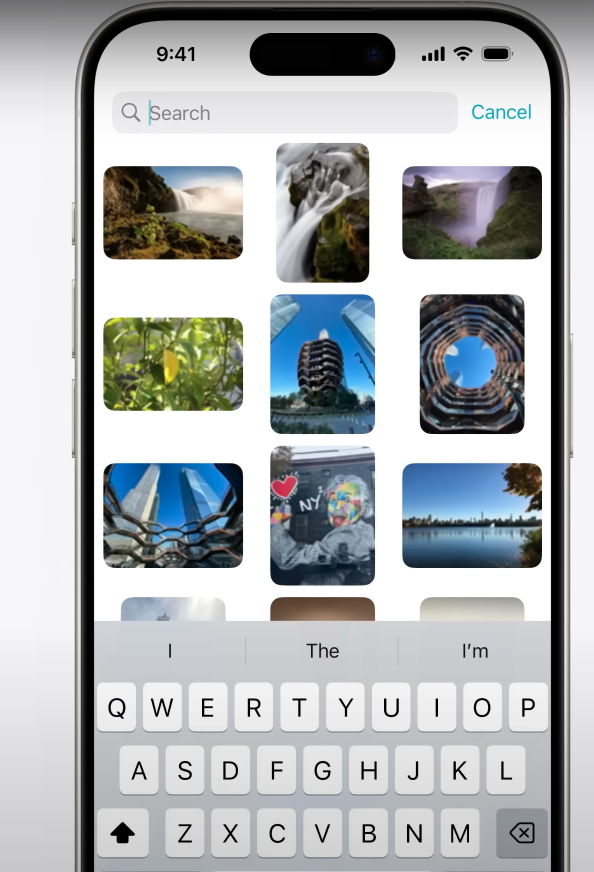 9:41
Search
Cancel
NY
I
The
I'm
Q W E R T Y U I O P
A S D F G H J K L
Z X C V B N M